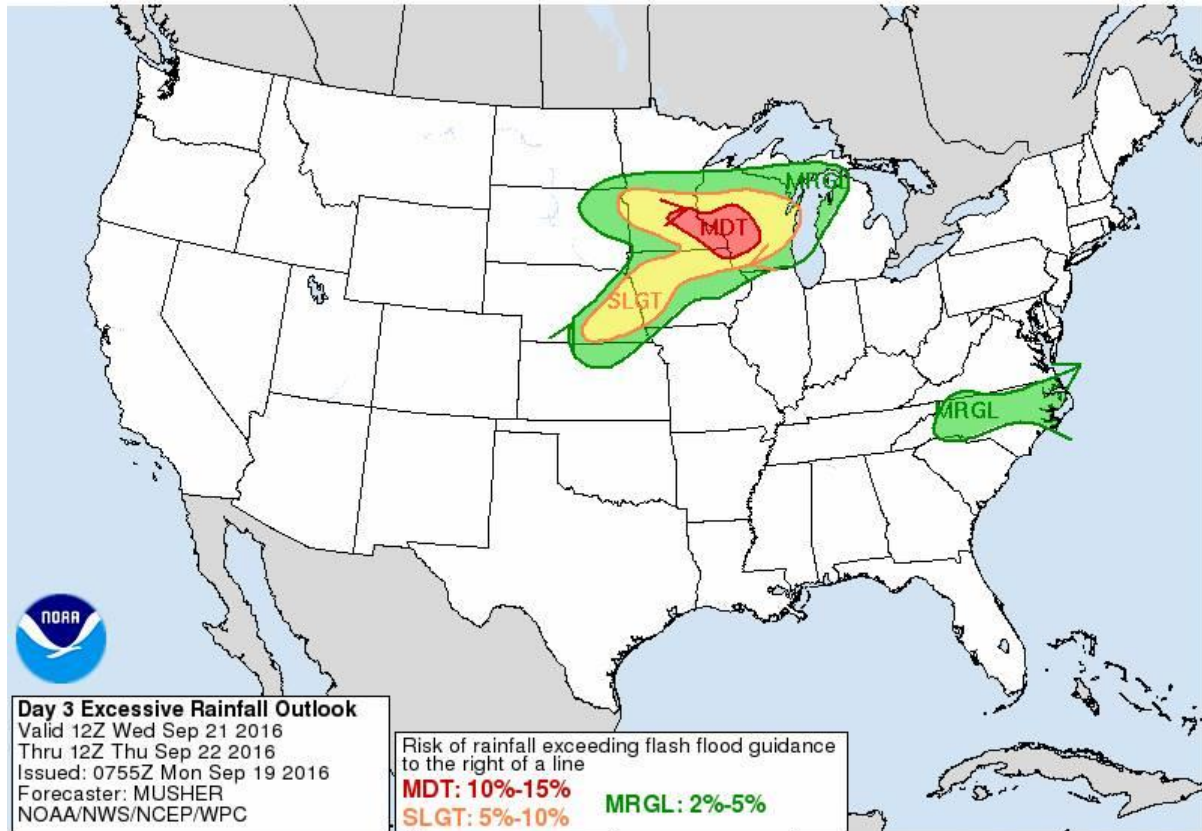 MRGL
MDT
SLGT
MRGL
NOAA
Day 3 Excessive Rainfall Outlook
Valid 12Z Wed Sep 21 2016
Thru 12Z Thu Sep 22 2016
Issued: 0755Z Mon Sep 19 2016
Forecaster: MUSHER
NOAA/NWS/NCEP/WPC
Risk of rainfall exceeding flash flood guidance
to the right of a line
MDT: 10%-15%
SLGT: 5%-10%
MRGL: 2%-5%